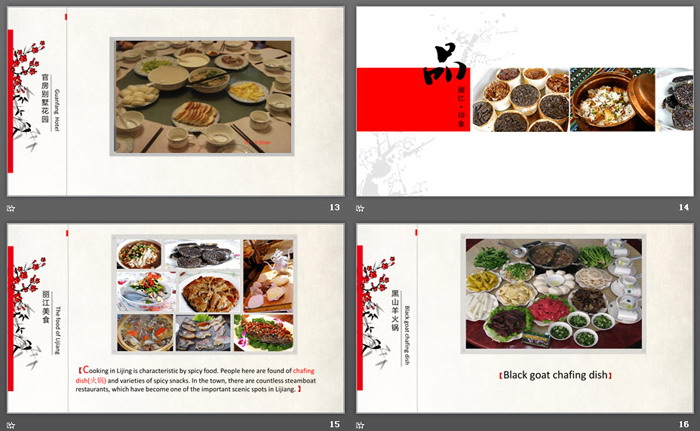 官房别墅花园
Guanfang Hotel
13
品
丽江·印象
14
丽江美食
The food of Lijiang
【Cooking in Lijing is characteristic by spicy food. People here are found of chafing
dish(火锅) and varieties of spicy snacks. In the town, there are countless steamboat
restaurants, which have become one of the important scenic spots in Lijiang. 】
15
黑山羊火锅
Black goat chafing dish
【Black goat chafing dish】
16